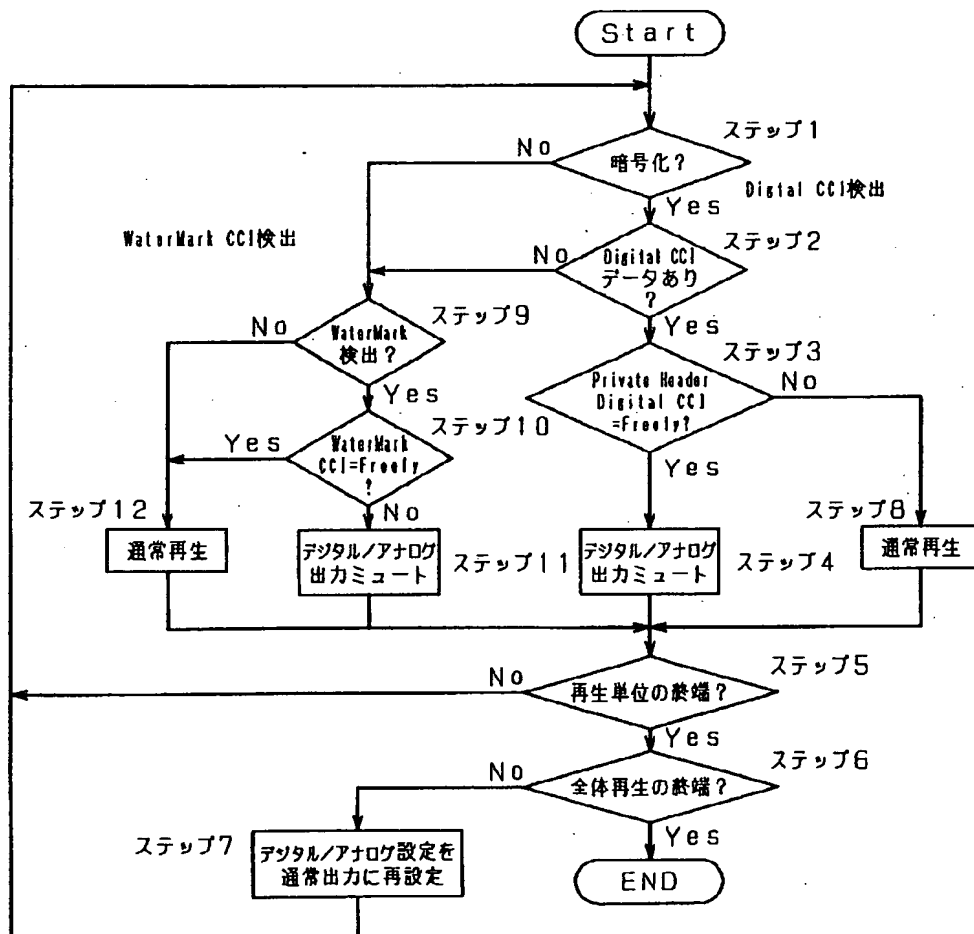 Start
ステップ1
No
暗号化?
Yes
Digtal CCI検出
WaterMark CCI検出
ステップ2
No
Digital CCI
データあり
?
Yes
ステップ9
No
WaterMark
検出?
Yes
ステップ3
Private Header
Digital CCI
=Freely?
No
Yes
ステップ10
Yes
WaterMark
CCI=Freely
?
No
ステップ12
通常再生
デジタル/アナログ
出力ミュート
ステップ11
デジタル/アナログ
出力ミュート
ステップ4
ステップ8
通常再生
ステップ5
No
再生単位の終端?
Yes
ステップ6
No
全体再生の終端?
Yes
ステップ7
デジタル/アナログ設定を
通常出力に再設定
END